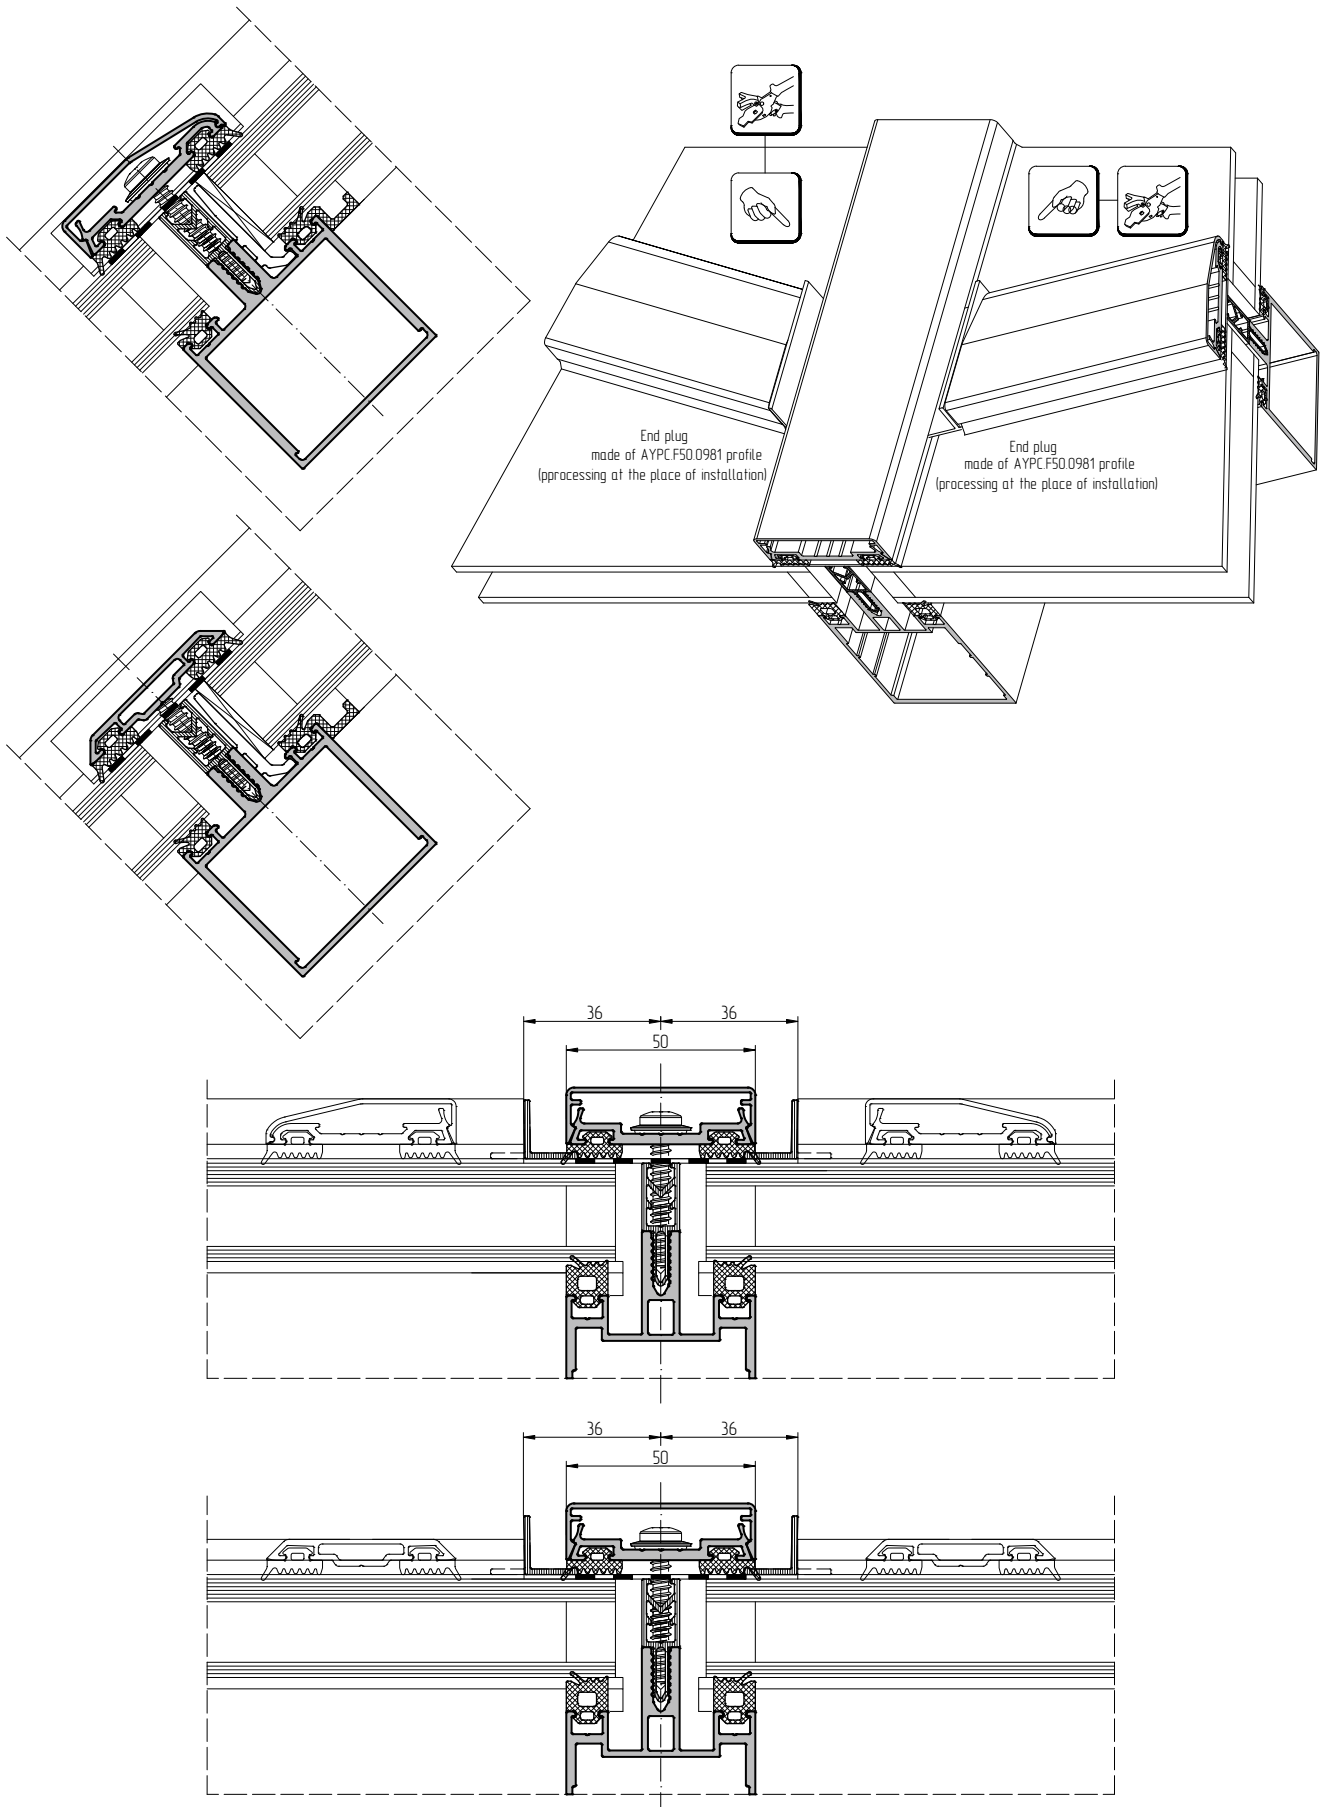 End plug
made of AYPC.F50.0981 profile
(pprocessing at the place of installation)
End plug
made of AYPC.F50.0981 profile
(processing at the place of installation)
36
36
50
36
36
50